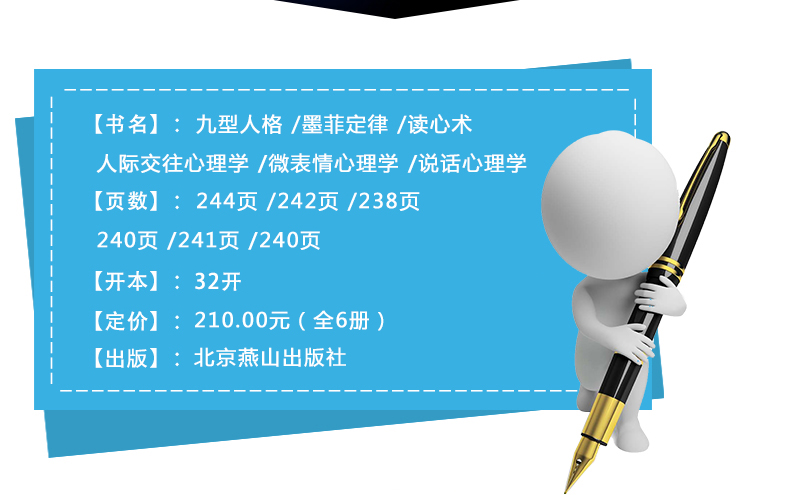 【书名】：九型人格 /墨菲定律 /读心术
人际交往心理学 /微表情心理学 /说话心理学
【页数】：244页 /242页 /238页
240页 /241页 /240页
【开本】：32开
【定价】：210.00元（全6册）
【出版】：北京燕山出版社